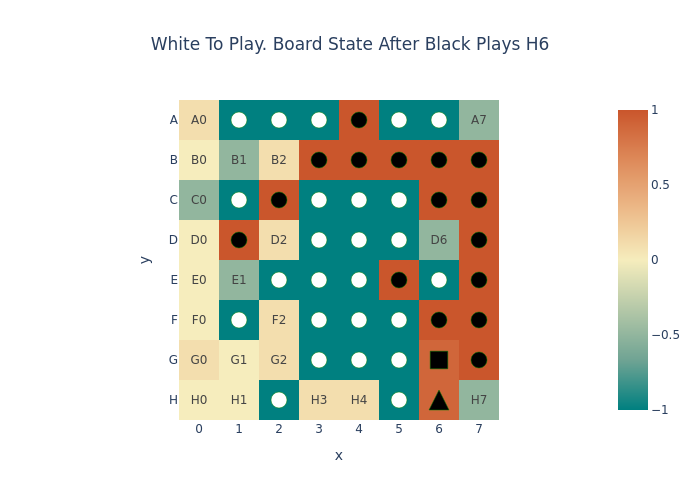 White To Play. Board State After Black Plays H6
A A0 A7 1
B B0 B1 B2
C C0 0.5
D D0 D2 D6
y 0
E E0 E1
F F0 F2 −0.5
G G0 G1 G2
H H0 H1 H3 H4 H7 −1
0 1 2 3 4 5 6 7
x